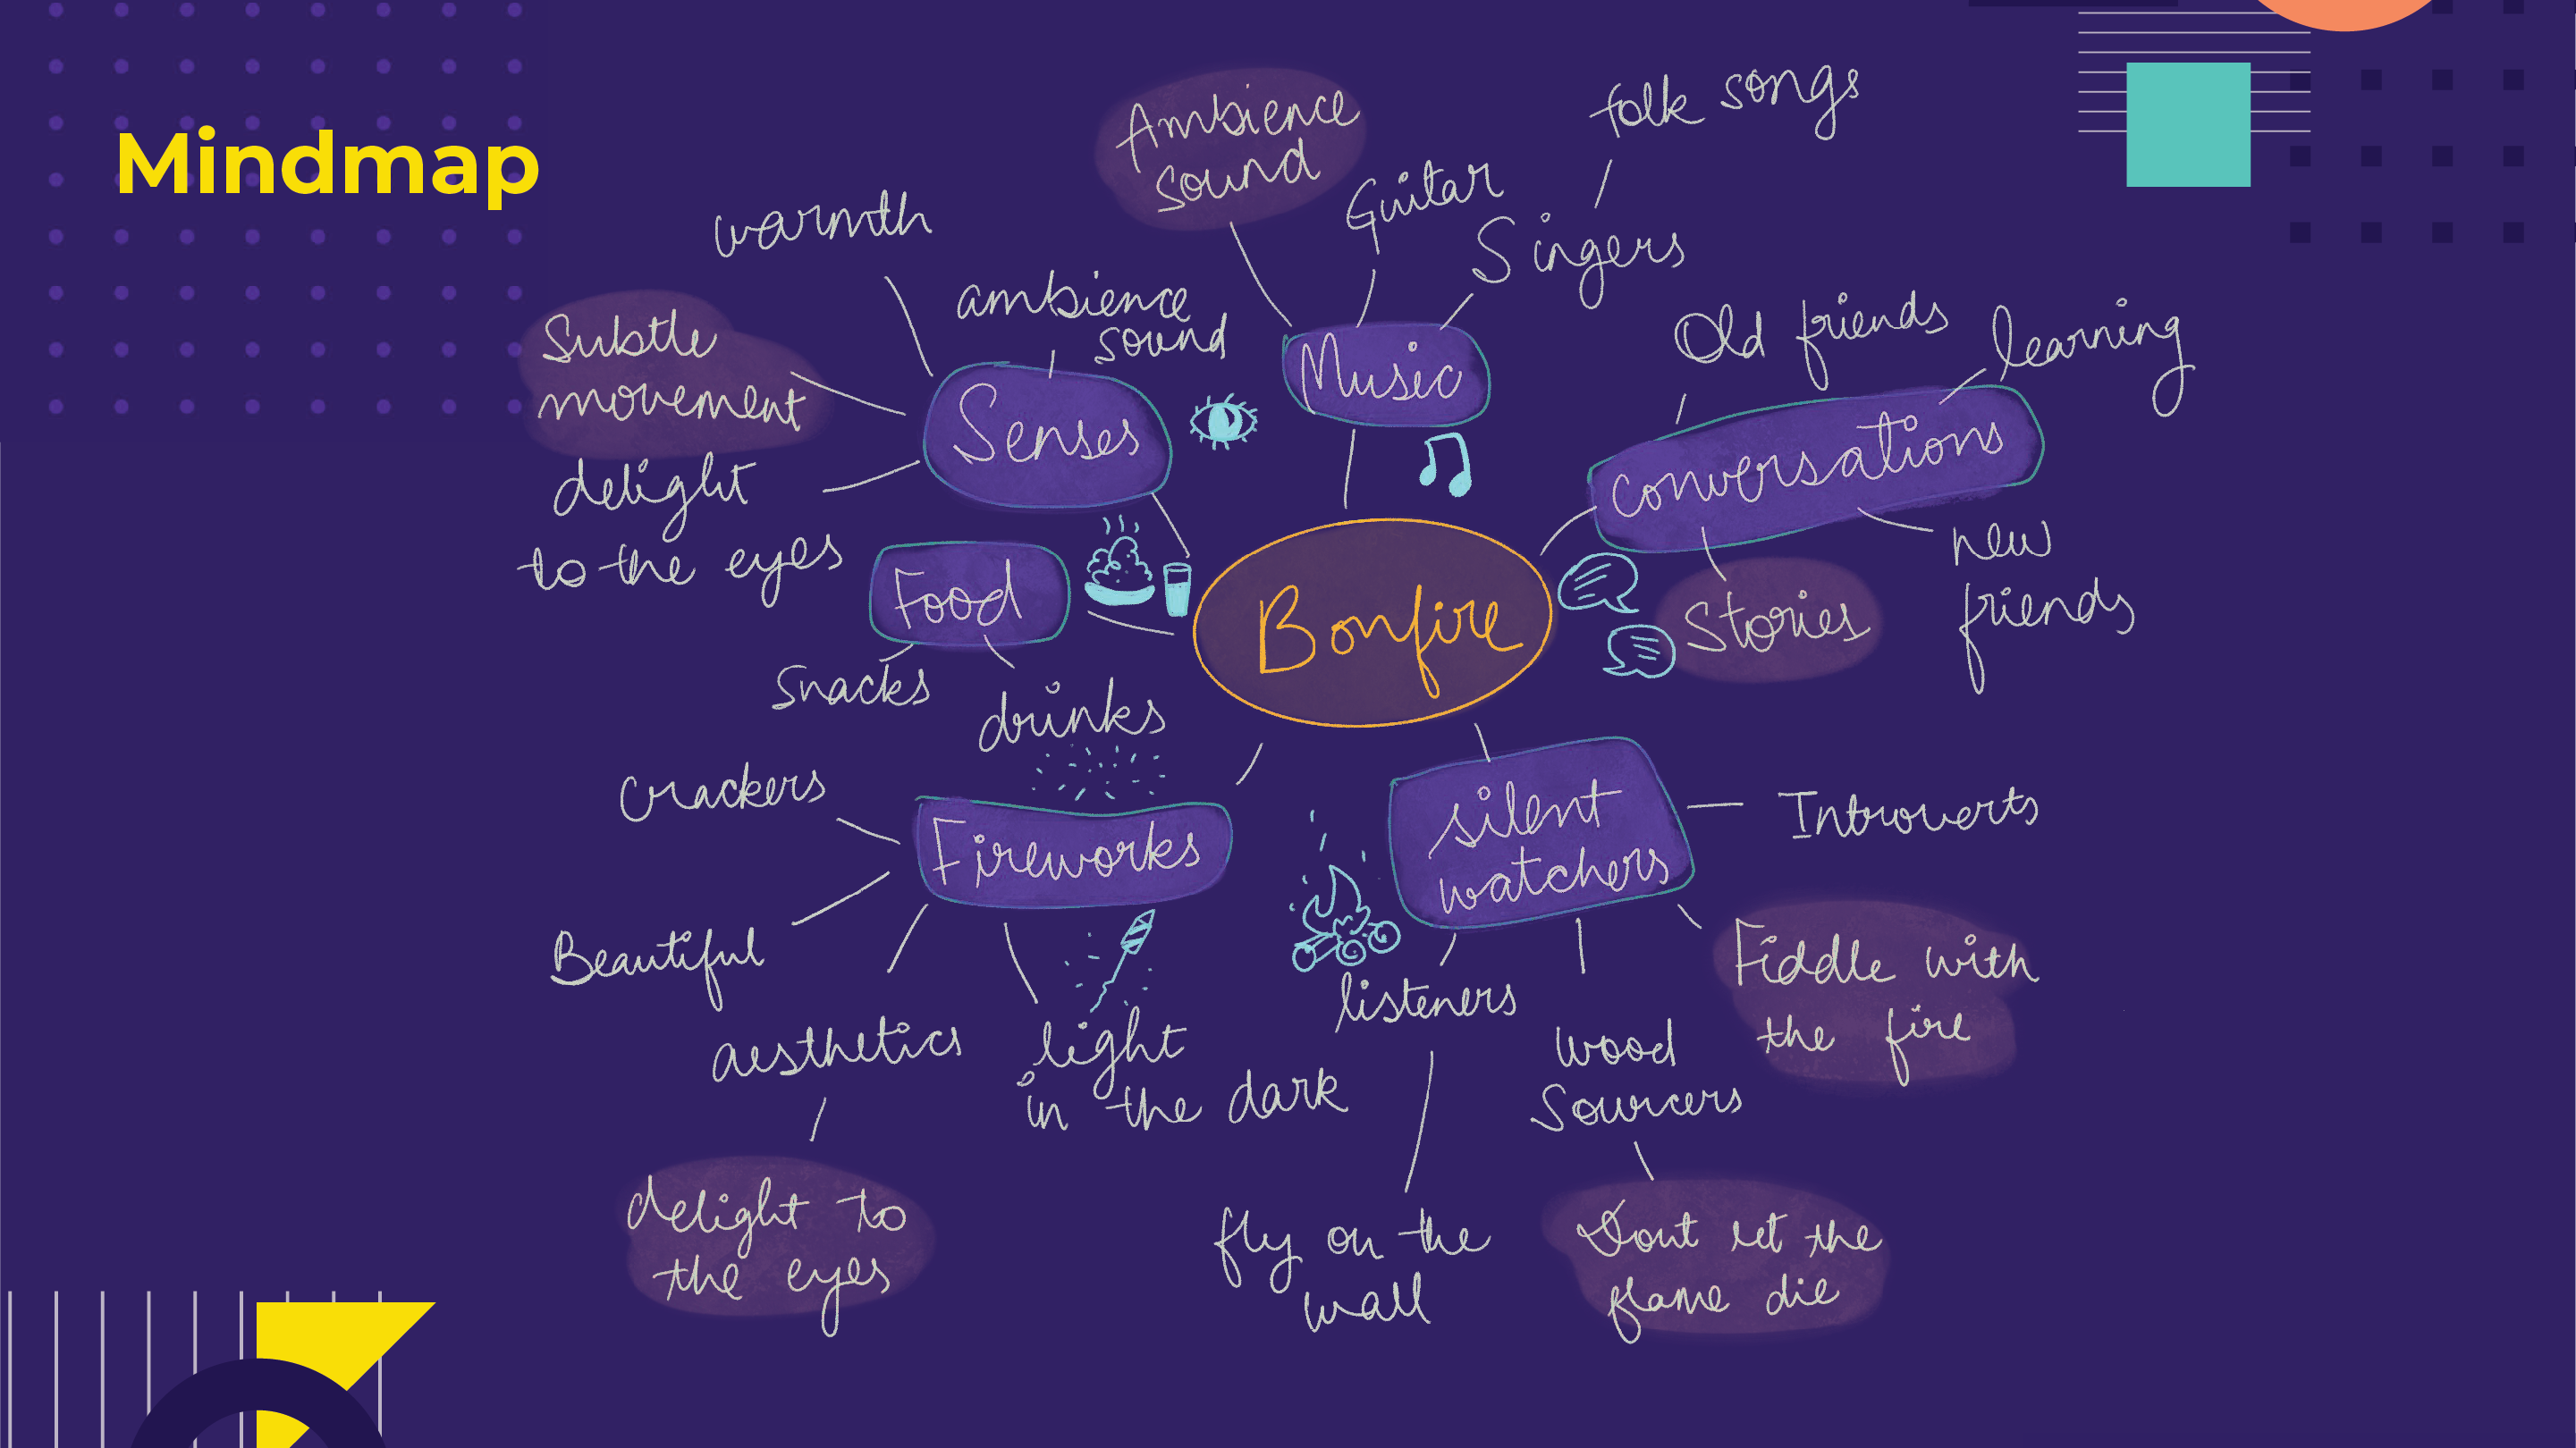 Mindmap
Ambience
sound
folk songs
Guitar
Singers
warmth
ambience
sound
Subtle
movement
Senses
Music
Old friends
learning
conversations
delight
to the eyes
Food
Bonfire
new
friends
Stories
Snacks
drinks
Crackers
Fireworks
silent
watchers
Introverts
Beautiful
aesthetics
light
in the dark
listeners
wood
Sourcers
Fiddle with
the fire
delight to
the eyes
fly on the
wall
Dont let the
flame die